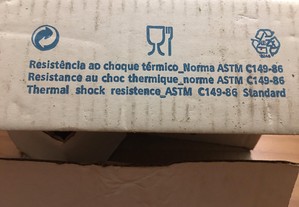 Resistência ao choque térmico_Norma ASTM C149-86
Resistance au choc thermique_norme ASTM C149-86
Thermal shock resistence_ASTM C149-86 Standard